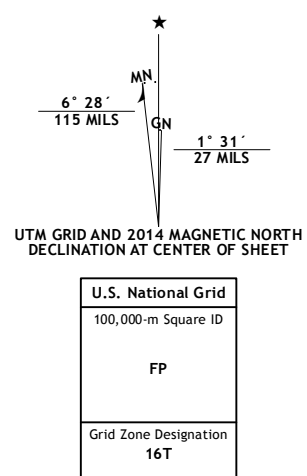 ★
MN.
6° 28´
115 MILS
GN
1° 31´
27 MILS
UTM GRID AND 2014 MAGNETIC NORTH
DECLINATION AT CENTER OF SHEET
U.S. National Grid
100,000-m Square ID
FP
Grid Zone Designation
16T